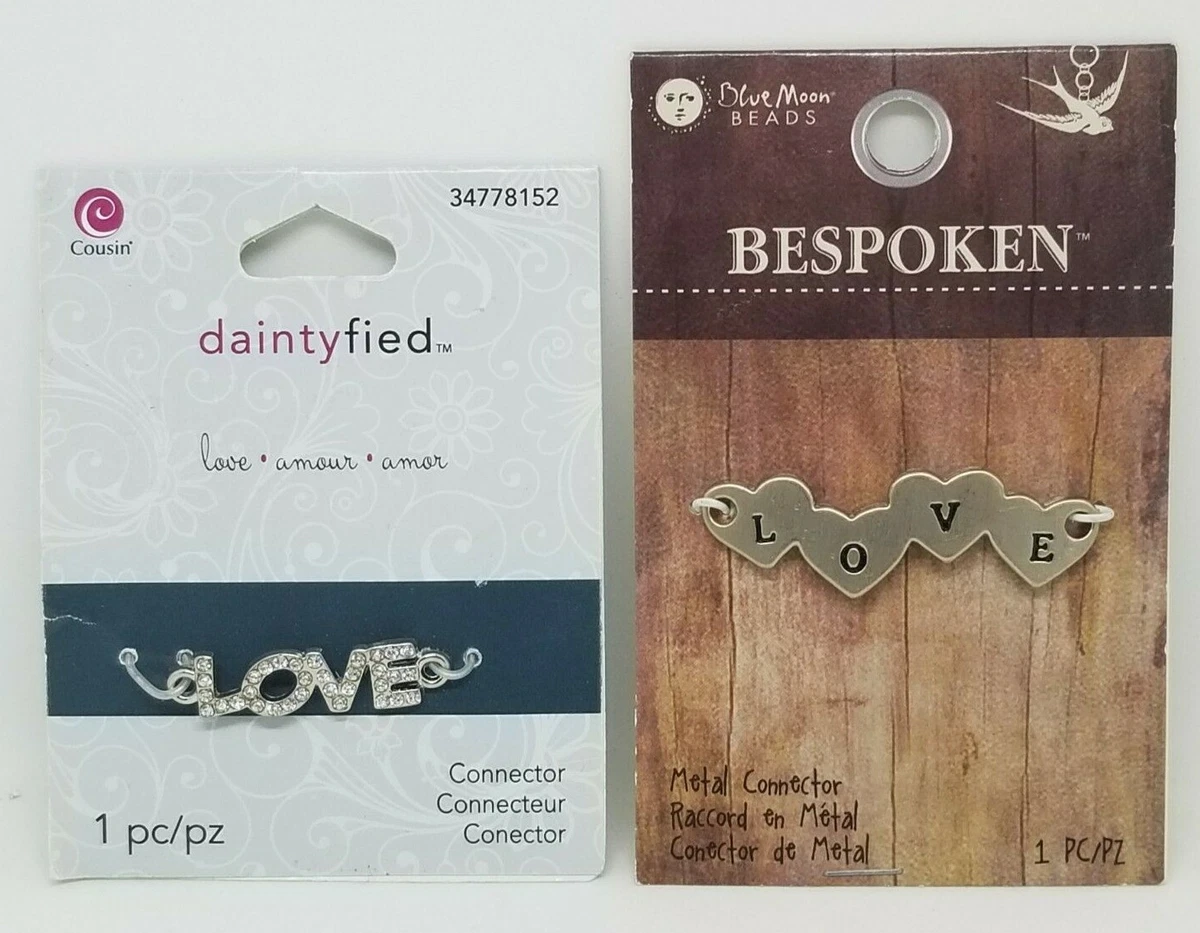 Cousin®
34778152
daintyfied™
love • amour • amor
LOVE
Connector
Connecteur
Conector
1 pc/pz
Blue Moon®
BEADS
BESPOKEN™
L O V E
Metal Connector
Raccord en Métal
Conector de Metal
1 PC/PZ